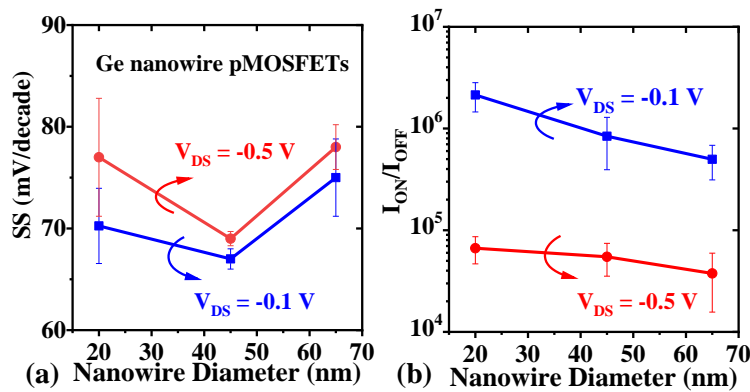 90
80
70
60
SS (mV/decade)
Ge nanowire pMOSFETs
V_DS = -0.5 V
V_DS = -0.1 V
20 30 40 50 60 70
(a) Nanowire Diameter (nm)
10^7
10^6
10^5
10^4
I_ON/I_OFF
V_DS = -0.1 V
V_DS = -0.5 V
20 30 40 50 60 70
(b) Nanowire Diameter (nm)